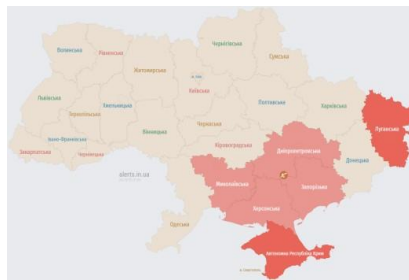 Чернігівська
Волинська
Рівненська
Сумська
Житомирська
Київська
Львівська
Полтавська
Харківська
Тернопільська
Хмельницька
Луганська
Черкаська
Вінницька
Івано-Франківська
Кіровоградська
Дніпропетровська
Донецька
Закарпатська
Чернівецька
alerts.in.ua
Миколаївська
Запорізька
Херсонська
Одеська
Автономна Республіка Крим